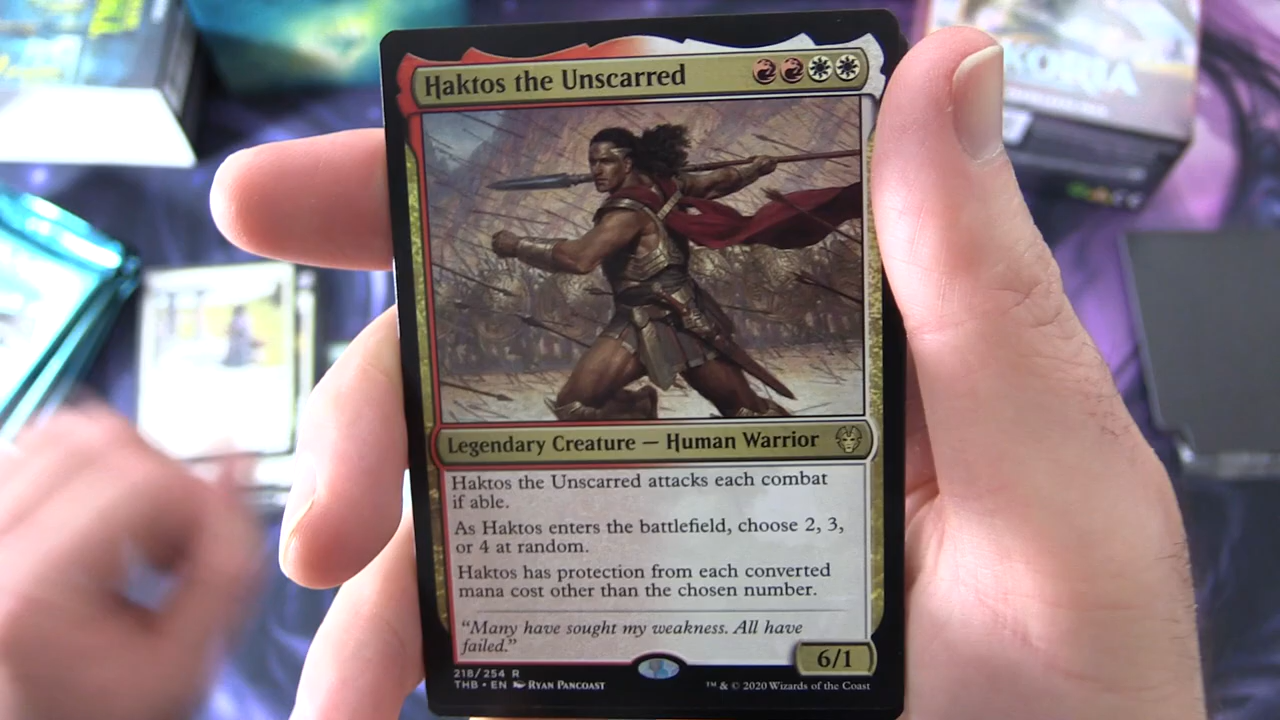 KORIA
Haktos the Unscarred
Legendary Creature — Human Warrior
Haktos the Unscarred attacks each combat
if able.
As Haktos enters the battlefield, choose 2, 3,
or 4 at random.
Haktos has protection from each converted
mana cost other than the chosen number.
“Many have sought my weakness. All have
failed.”
6/1
218/254 R
THB • EN Ryan Pancoast
™ & © 2020 Wizards of the Coast